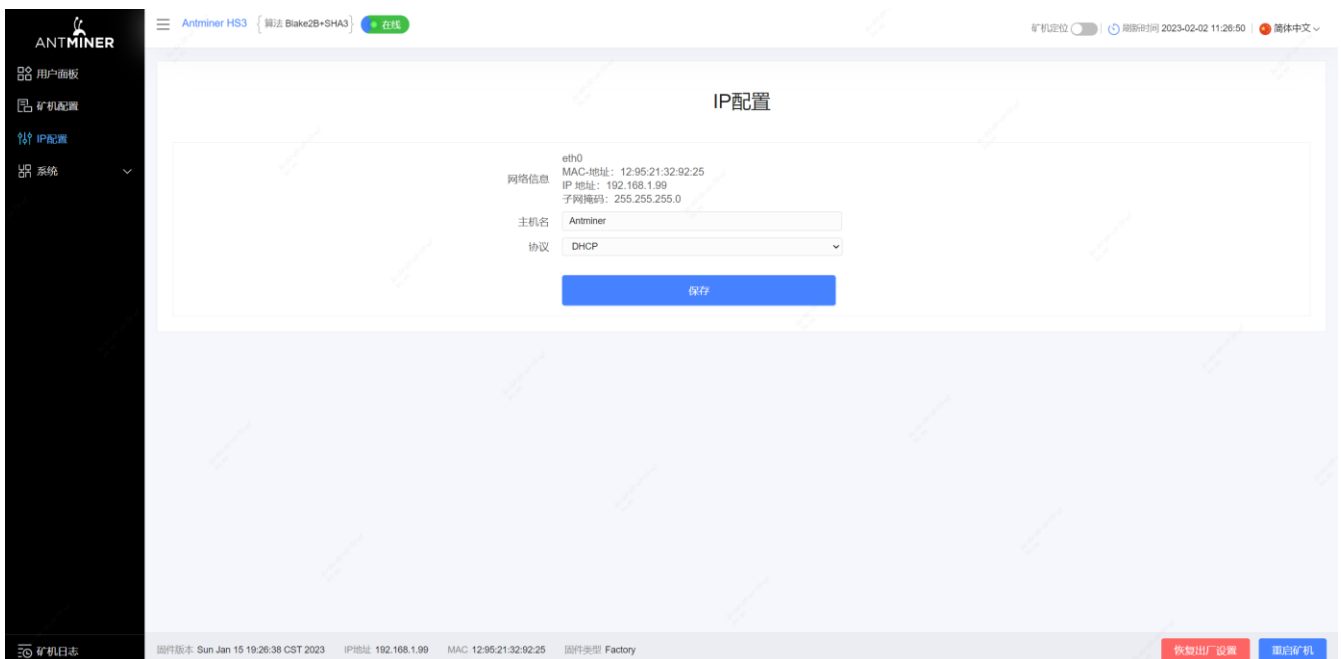 ANTMINER
Antminer HS3 {算法 Blake2B+SHA3} 在线
矿机定位 刷新时间 2023-02-02 11:26:50 简体中文
用户面板
矿机配置
IP配置
系统
IP配置
网络信息
eth0
MAC-地址：12:95:21:32:92:25
IP 地址：192.168.1.99
子网掩码：255.255.255.0
主机名 Antminer
协议 DHCP
保存
矿机日志
固件版本 Sun Jan 15 19:26:38 CST 2023 IP地址 192.168.1.99 MAC 12:95:21:32:92:25 固件类型 Factory
恢复出厂设置 重启矿机